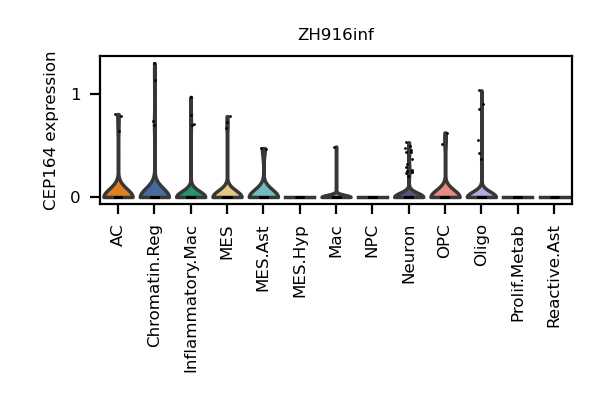 ZH916inf
CEP164 expression
1
0
AC
Chromatin.Reg
Inflammatory.Mac
MES
MES.Ast
MES.Hyp
Mac
NPC
Neuron
OPC
Oligo
Prolif.Metab
Reactive.Ast